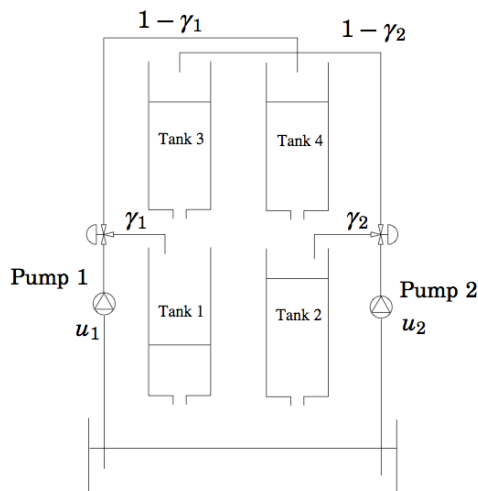 1 − γ₁
1 − γ₂
Tank 3
Tank 4
γ₁
γ₂
Pump 1
Pump 2
Tank 1
Tank 2
u₁
u₂